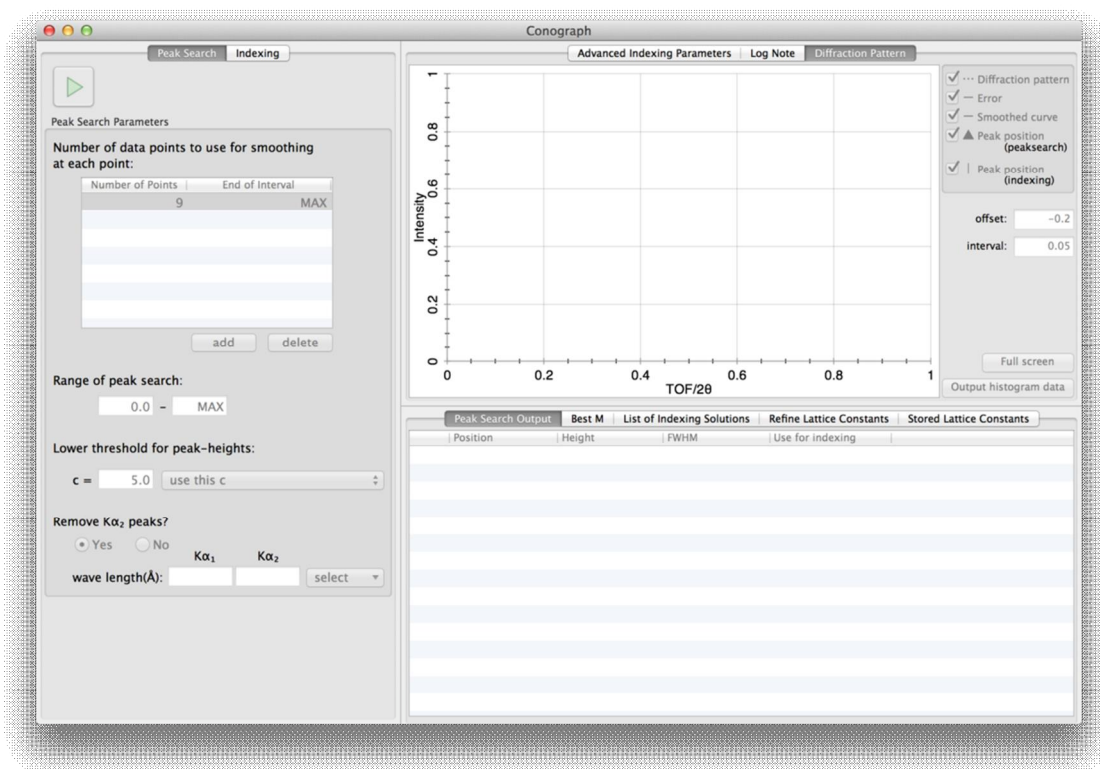 Conograph
Peak Search
Indexing
Peak Search Parameters
Number of data points to use for smoothing
at each point:
Number of Points
End of Interval
9
MAX
add
delete
Range of peak search:
0.0 – MAX
Lower threshold for peak-heights:
c = 5.0 use this c
Remove Kα₂ peaks?
Yes
No
Kα₁
Kα₂
wave length(Å):
select
Advanced Indexing Parameters
Log Note
Diffraction Pattern
1
0.8
0.6
0.4
0.2
0
Intensity
0
0.2
0.4
0.6
0.8
1
TOF/2θ
Diffraction pattern
Error
Smoothed curve
Peak position
(peaksearch)
Peak position
(indexing)
offset: -0.2
interval: 0.05
Full screen
Output histogram data
Peak Search Output
Best M
List of Indexing Solutions
Refine Lattice Constants
Stored Lattice Constants
Position
Height
FWHM
Use for indexing